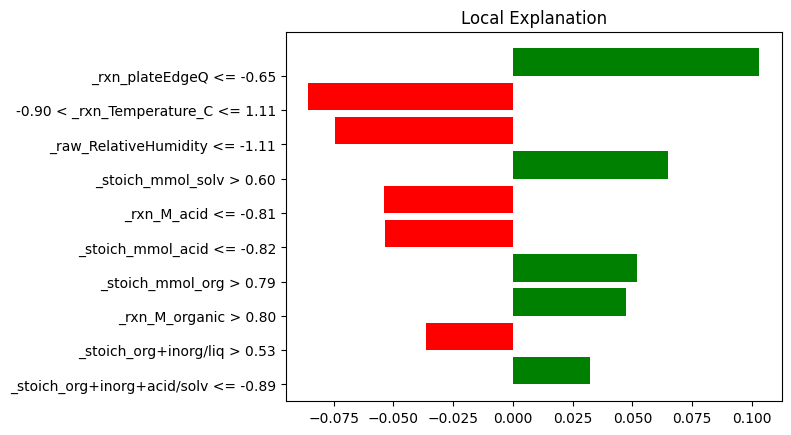 Local Explanation
_rxn_plateEdgeQ <= -0.65
-0.90 < _rxn_Temperature_C <= 1.11
_raw_RelativeHumidity <= -1.11
_stoich_mmol_solv > 0.60
_rxn_M_acid <= -0.81
_stoich_mmol_acid <= -0.82
_stoich_mmol_org > 0.79
_rxn_M_organic > 0.80
_stoich_org+inorg/liq > 0.53
_stoich_org+inorg+acid/solv <= -0.89
−0.075 −0.050 −0.025 0.000 0.025 0.050 0.075 0.100